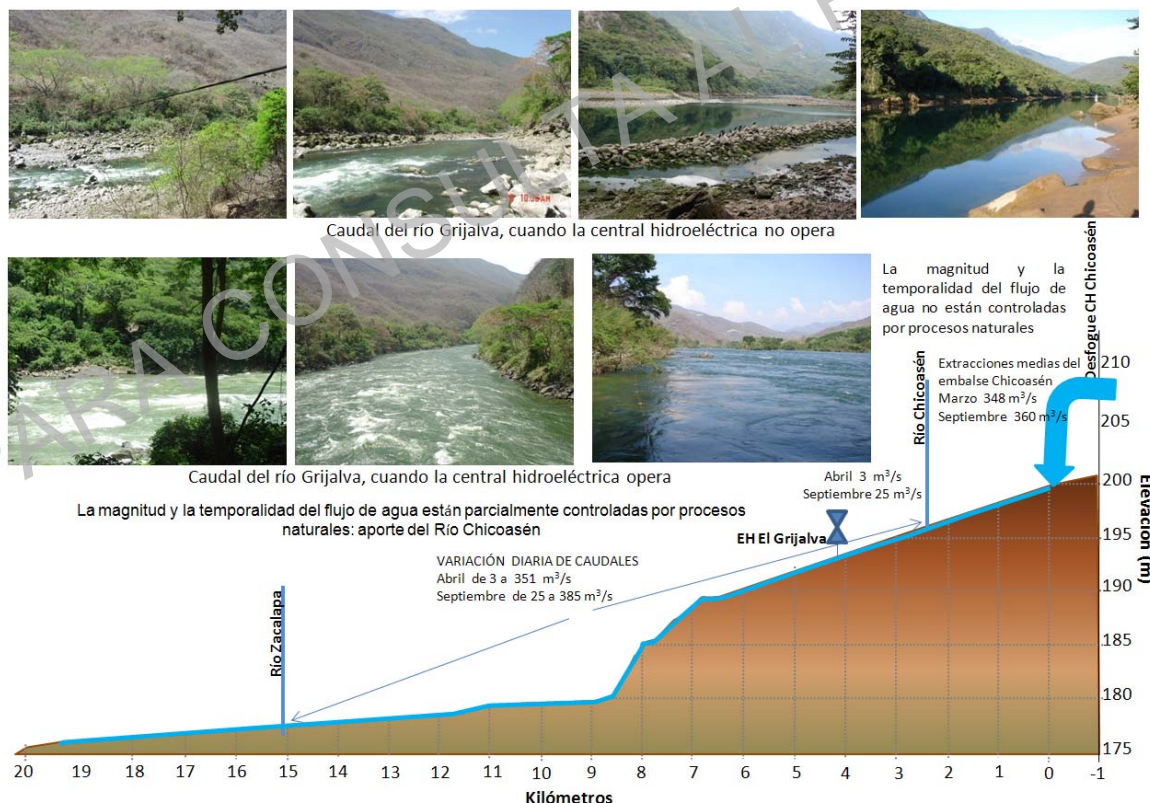 PARA CONSULTA A
10:39AM
Caudal del río Grijalva, cuando la central hidroeléctrica no opera
La magnitud y la
temporalidad del flujo de
agua no están controladas
por procesos naturales
Desfogue CH Chicoasén
Río Chicoasén
Extracciones medias del
embalse Chicoasén
Marzo 348 m³/s
Septiembre 360 m³/s
Caudal del río Grijalva, cuando la central hidroeléctrica opera
La magnitud y la temporalidad del flujo de agua están parcialmente controladas por procesos
naturales: aporte del Río Chicoasén
Abril 3 m³/s
Septiembre 25 m³/s
EH El Grijalva
VARIACIÓN DIARIA DE CAUDALES
Abril de 3 a 351 m³/s
Septiembre de 25 a 385 m³/s
Río Zacalapa
210
205
200
195
190
185
180
175
Elevación (m)
20 19 18 17 16 15 14 13 12 11 10 9 8 7 6 5 4 3 2 1 0 -1
Kilómetros